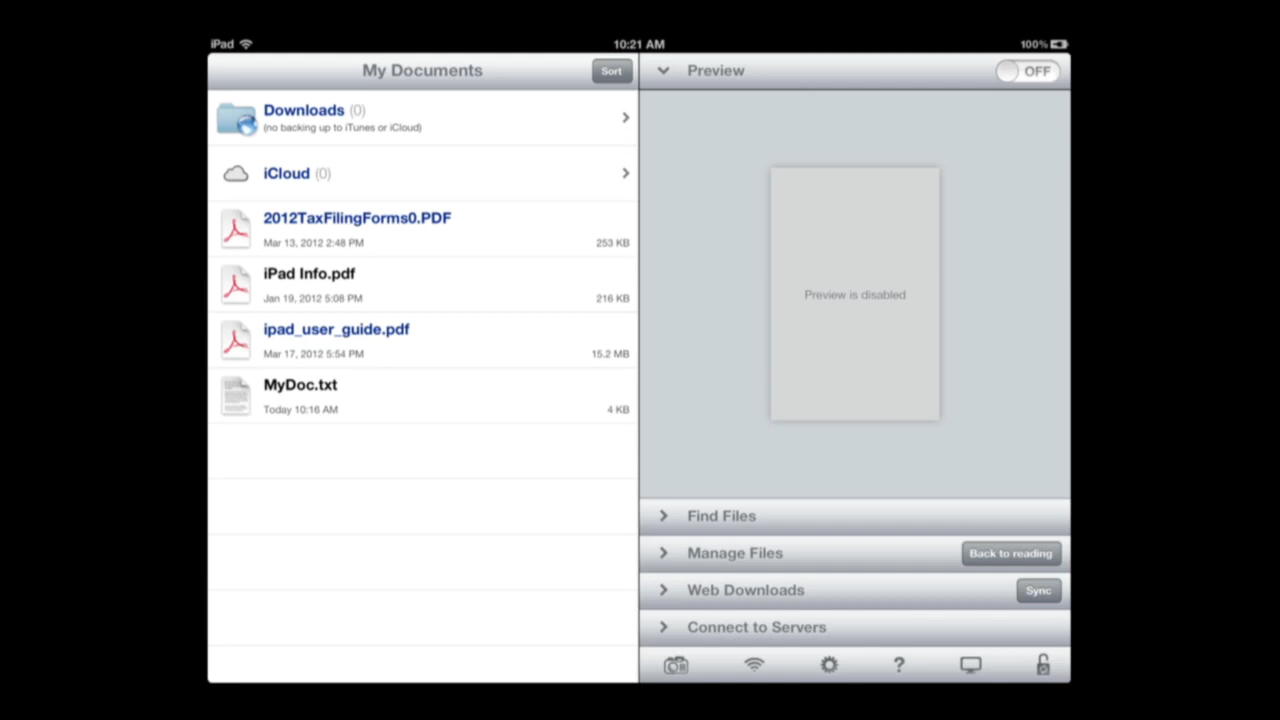 iPad
10:21 AM
100%
My Documents
Sort
Downloads (0)
(no backing up to iTunes or iCloud)
iCloud (0)
2012TaxFilingForms0.PDF
Mar 13, 2012 2:48 PM
253 KB
iPad Info.pdf
Jan 19, 2012 5:08 PM
216 KB
ipad_user_guide.pdf
Mar 17, 2012 5:54 PM
15.2 MB
MyDoc.txt
Today 10:16 AM
4 KB
Preview
OFF
Preview is disabled
Find Files
Manage Files
Back to reading
Web Downloads
Sync
Connect to Servers
?